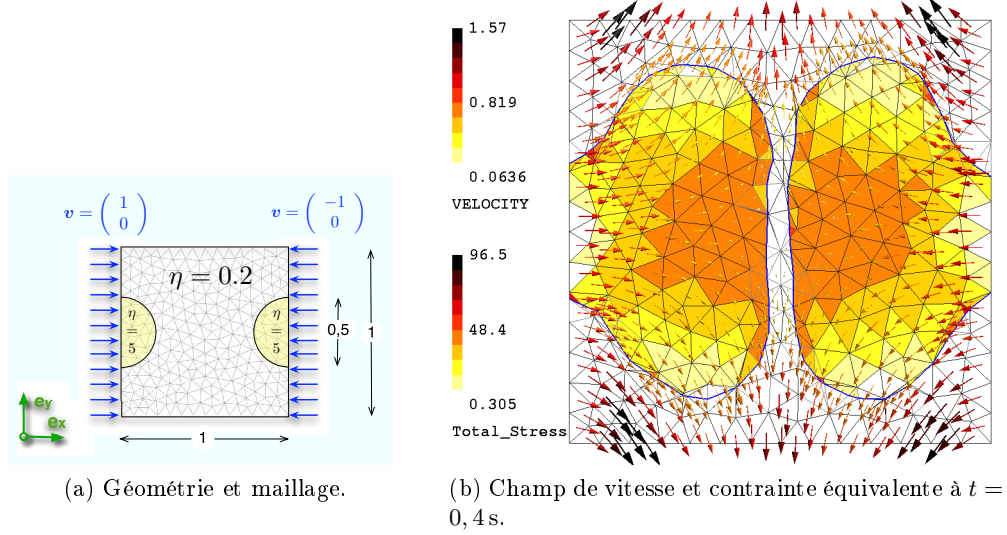 v = ( 1 0 )
v = ( −1 0 )
η = 0.2
η = 5
η = 5
0,5
1
1
ey
ex
(a) Géométrie et maillage.
1.57
0.819
0.0636
VELOCITY
96.5
48.4
0.305
Total_Stress
(b) Champ de vitesse et contrainte équivalente à t =
0, 4 s.